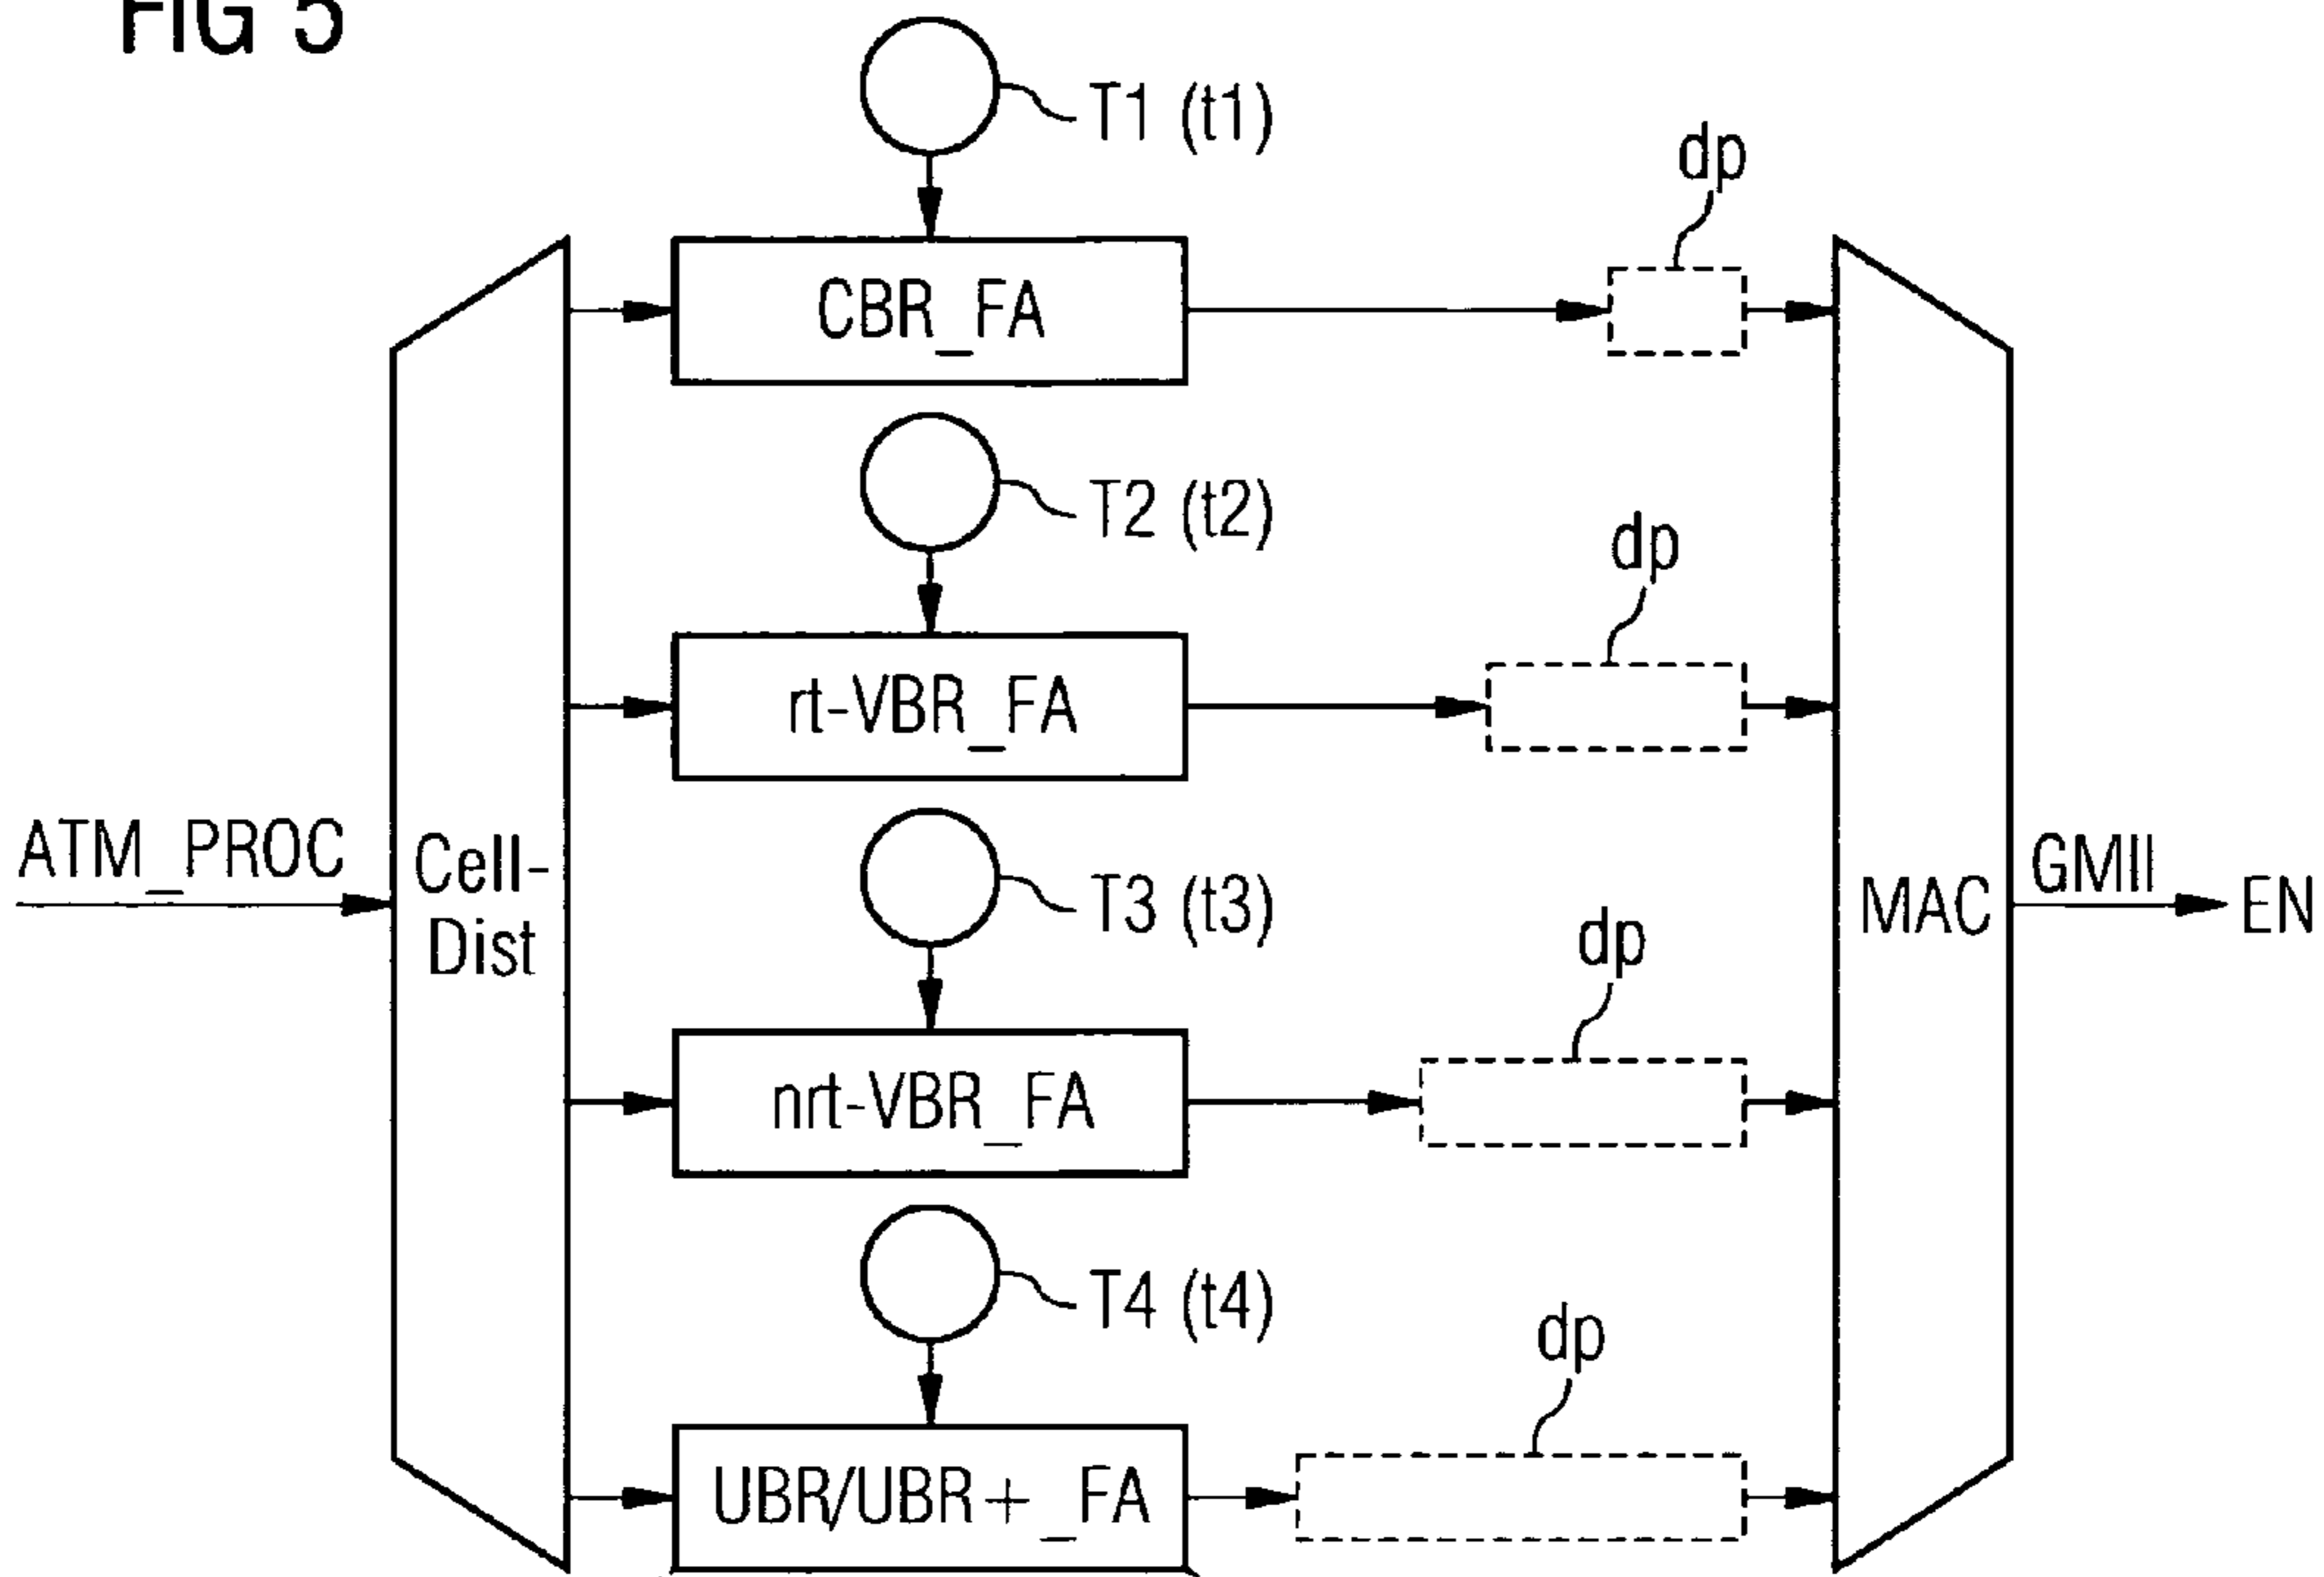 FIG 5
T1 (t1)
dp
CBR_FA
T2 (t2)
dp
rt-VBR_FA
ATM_PROC
Cell-
Dist
T3 (t3)
MAC
GMII
EN
dp
nrt-VBR_FA
T4 (t4)
dp
UBR/UBR+_FA